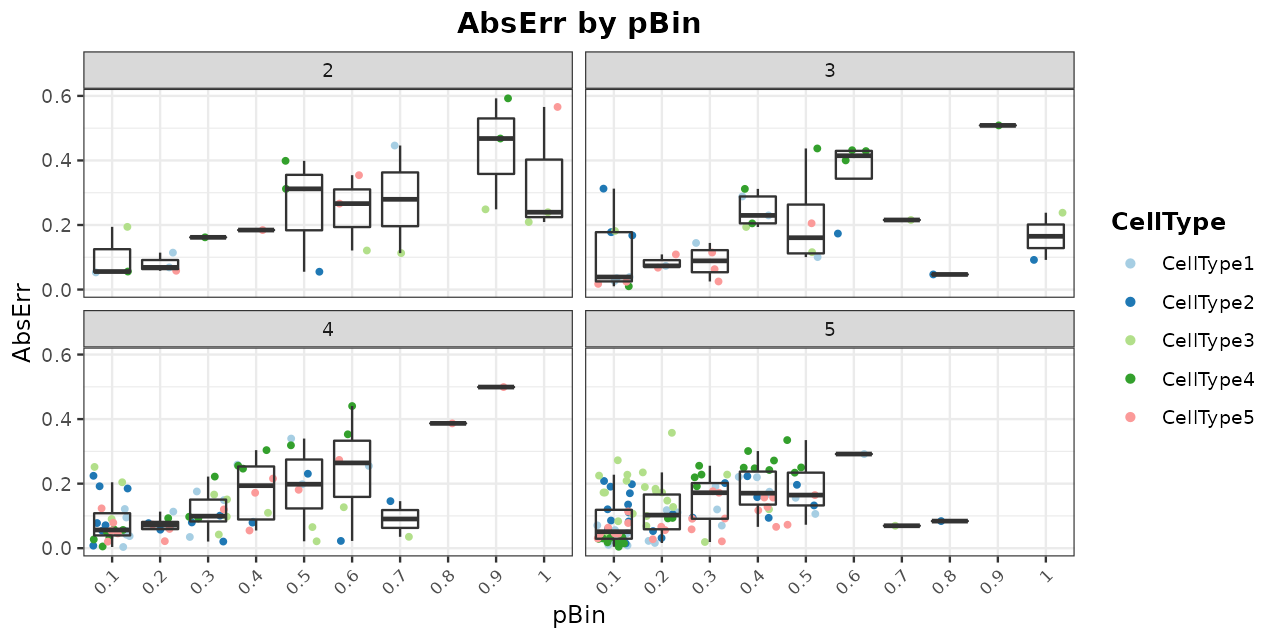 AbsErr by pBin
2
3
0.6
0.4
0.2
0.0
4
5
0.6
0.4
0.2
0.0
AbsErr
0.1 0.2 0.3 0.4 0.5 0.6 0.7 0.8 0.9 1
0.1 0.2 0.3 0.4 0.5 0.6 0.7 0.8 0.9 1
pBin
CellType
CellType1
CellType2
CellType3
CellType4
CellType5